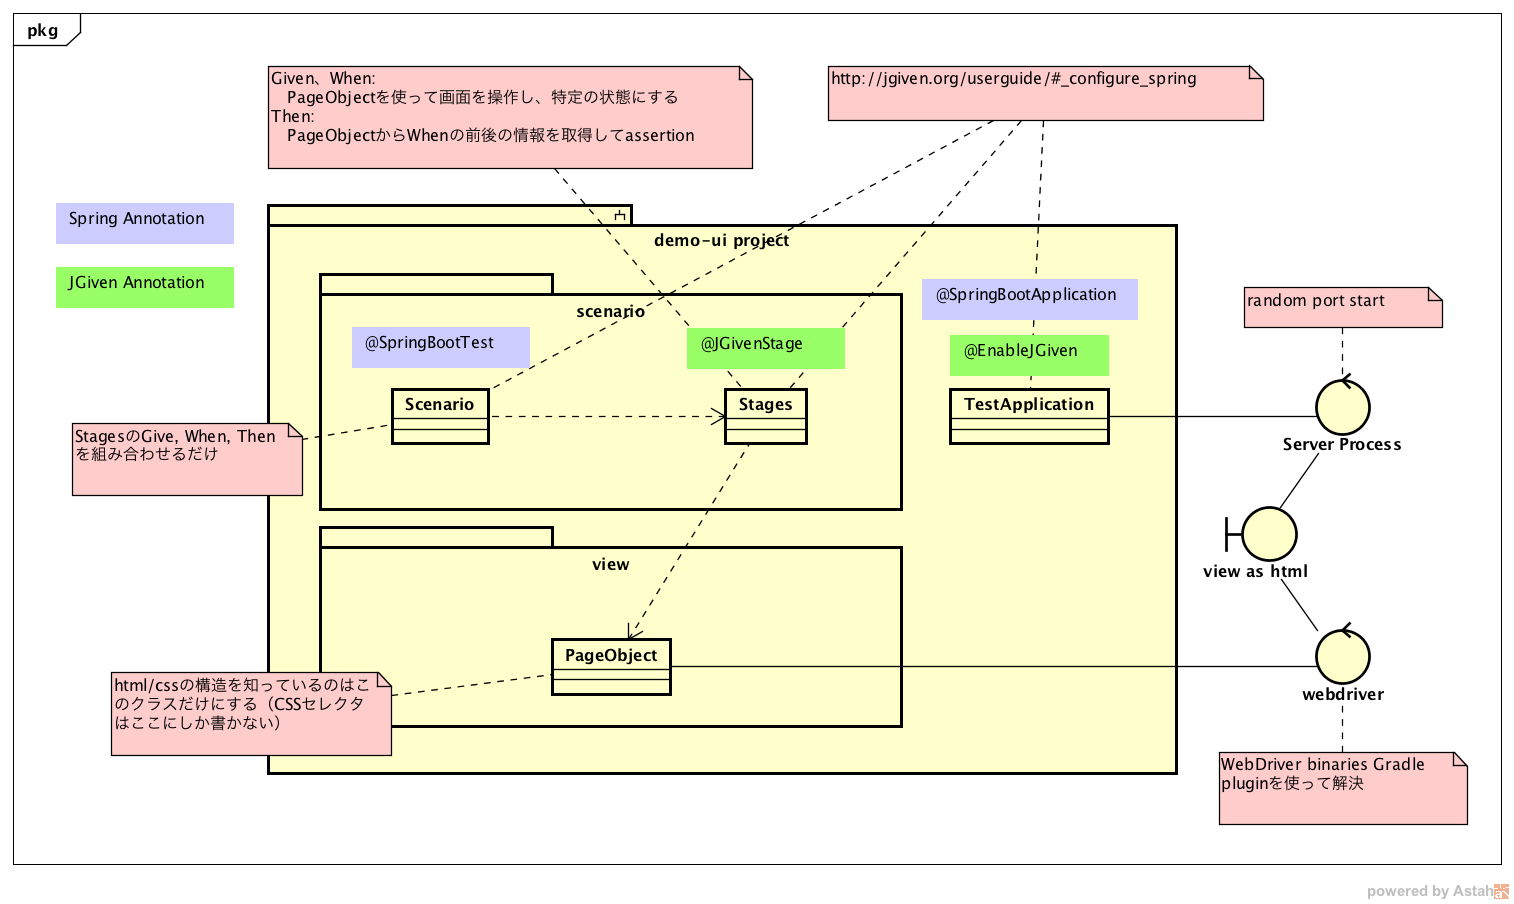 pkg
Given、When:
PageObjectを使って画面を操作し、特定の状態にする
Then:
PageObjectからWhenの前後の情報を取得してassertion
http://jgiven.org/userguide/#_configure_spring
Spring Annotation
JGiven Annotation
demo-ui project
scenario
@SpringBootTest
@JGivenStage
@SpringBootApplication
@EnableJGiven
random port start
Scenario
Stages
TestApplication
Server Process
StagesのGive, When, Then
を組み合わせるだけ
view
view as html
PageObject
webdriver
html/cssの構造を知っているのはこ
のクラスだけにする（CSSセレクタ
はここにしか書かない）
WebDriver binaries Gradle
pluginを使って解決
powered by Astah